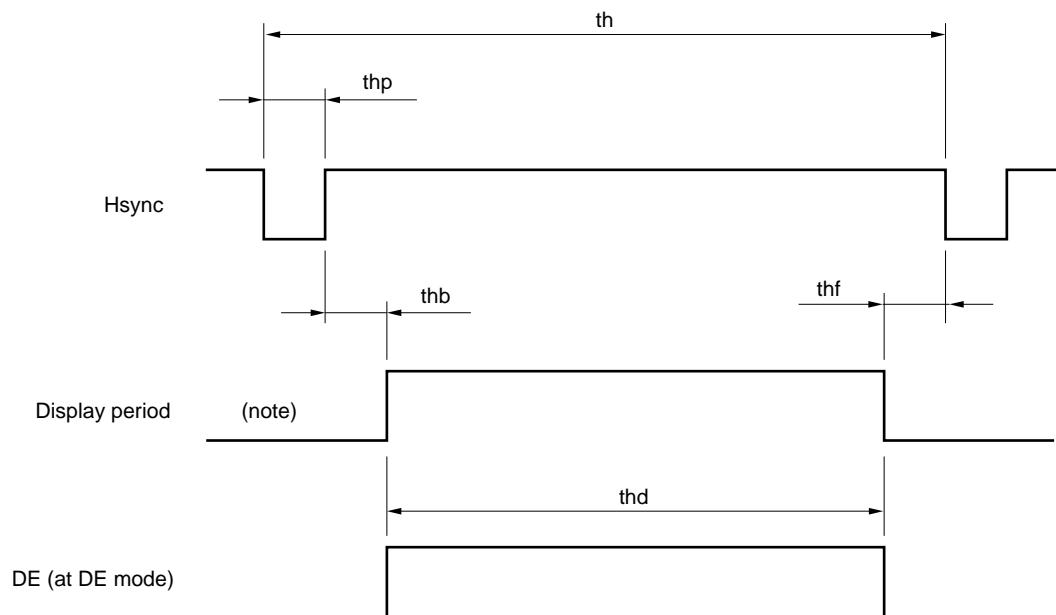 th
thp
Hsync
thb
thf
Display period (note)
thd
DE (at DE mode)